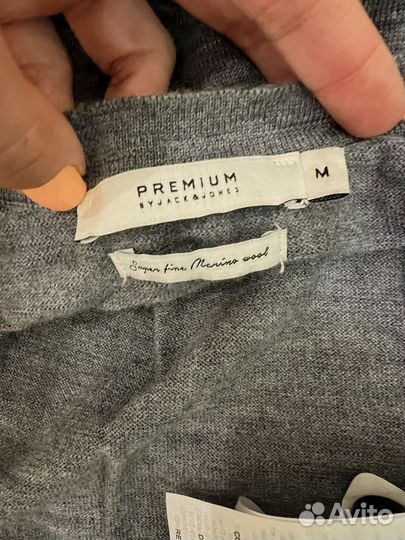 PREMIUM
BY JACK & JONES
M
Super fine Merino wool
Avito